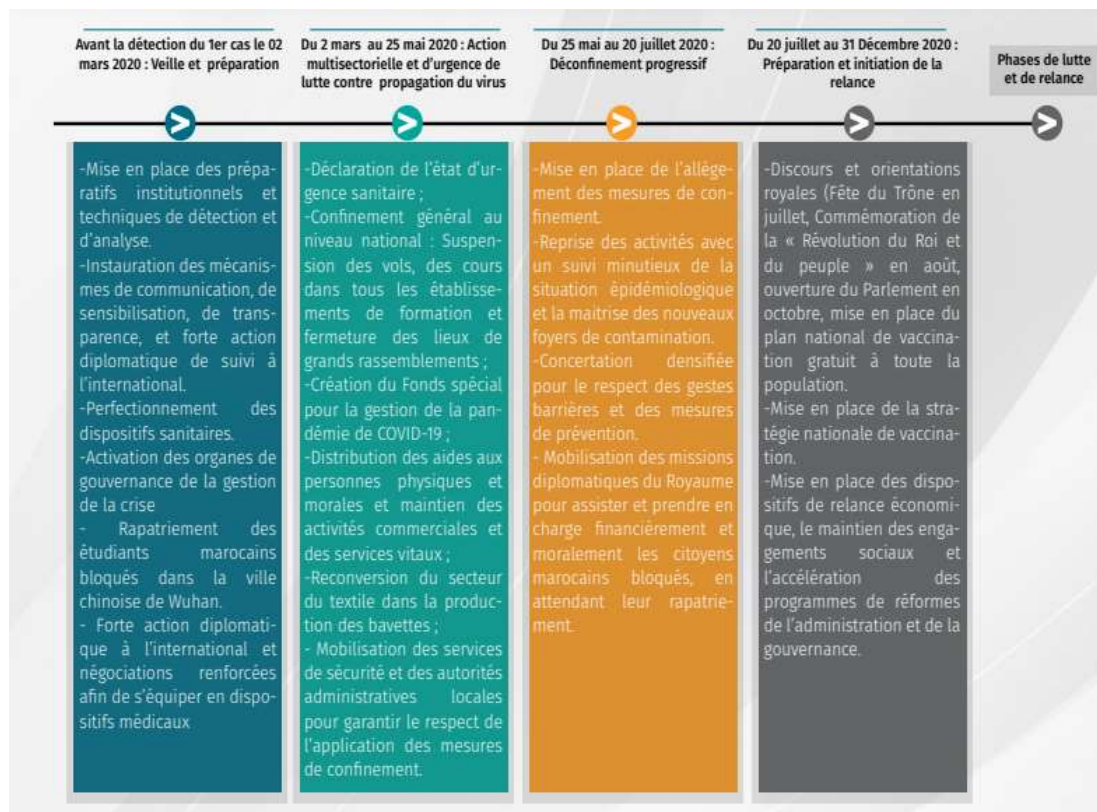 Avant la détection du 1er cas le 02
mars 2020 : Veille et préparation
Du 2 mars au 25 mai 2020 : Action
multisectorielle et d'urgence de
lutte contre propagation du virus
Du 25 mai au 20 juillet 2020 :
Déconfinement progressif
Du 20 juillet au 31 Décembre 2020 :
Préparation et initiation de la
relance
Phases de lutte
et de relance
-Mise en place des prépa-
ratifs institutionnels et
techniques de détection et
d'analyse.
-Instauration des mécanis-
mes de communication, de
sensibilisation, de trans-
parence, et forte action
diplomatique de suivi à
l'international.
-Perfectionnement des
dispositifs sanitaires.
-Activation des organes de
gouvernance de la gestion
de la crise
- Rapatriement des
étudiants marocains
bloqués dans la ville
chinoise de Wuhan.
- Forte action diplomati-
que à l'international et
négociations renforcées
afin de s'équiper en dispo-
sitifs médicaux
-Déclaration de l'état d'ur-
gence sanitaire ;
-Confinement général au
niveau national : Suspen-
sion des vols, des cours
dans tous les établisse-
ments de formation et
fermeture des lieux de
grands rassemblements ;
-Création du Fonds spécial
pour la gestion de la pan-
démie de COVID-19 ;
-Distribution des aides aux
personnes physiques et
morales et maintien des
activités commerciales et
des services vitaux ;
-Reconversion du secteur
du textile dans la produc-
tion des bavettes ;
- Mobilisation des services
de sécurité et des autorités
administratives locales
pour garantir le respect de
l'application des mesures
de confinement.
-Mise en place de l'allège-
ment des mesures de con-
finement.
-Reprise des activités avec
un suivi minutieux de la
situation épidémiologique
et la maitrise des nouveaux
foyers de contamination.
-Concertation densifiée
pour le respect des gestes
barrières et des mesures
de prévention.
- Mobilisation des missions
diplomatiques du Royaume
pour assister et prendre en
charge financièrement et
moralement les citoyens
marocains bloqués, en
attendant leur rapatrie-
ment.
-Discours et orientations
royales (Fête du Trône en
juillet, Commémoration de
la « Révolution du Roi et
du peuple » en août,
ouverture du Parlement en
octobre, mise en place du
plan national de vaccina-
tion gratuit à toute la
population.
-Mise en place de la stra-
tégie nationale de vaccina-
tion.
-Mise en place des dispo-
sitifs de relance économi-
que, le maintien des enga-
gements sociaux et
l'accélération des
programmes de réformes
de l'administration et de la
gouvernance.